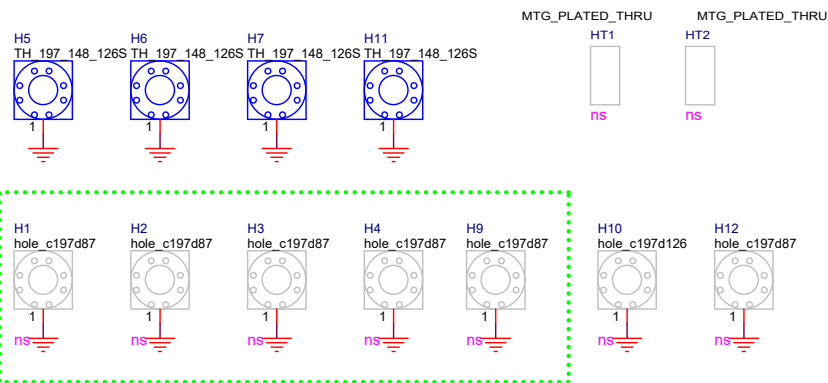 MTG_PLATED_THRU MTG_PLATED_THRU
H5 H6 H7 H11 HT1 HT2
TH_197_148_126S TH_197_148_126S TH_197_148_126S TH_197_148_126S
1 1 1 1 ns ns
H1 H2 H3 H4 H9 H10 H12
hole_c197d87 hole_c197d87 hole_c197d87 hole_c197d87 hole_c197d87 hole_c197d126 hole_c197d87
1 1 1 1 1 1 1
ns ns ns ns ns ns ns